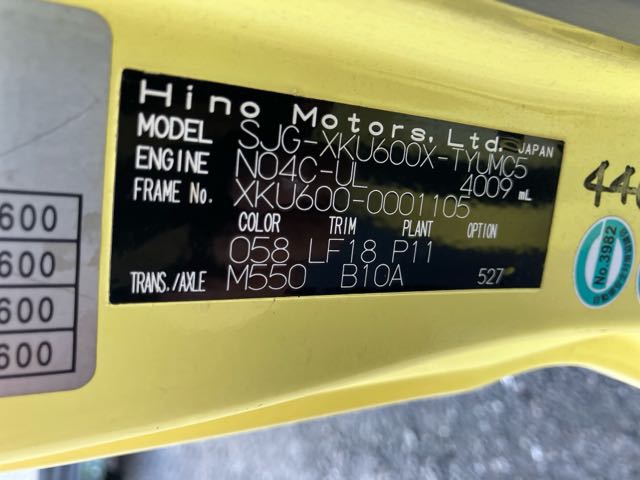 Hino Motors, Ltd. JAPAN
MODEL SJG-XKU600X-TYUMC5
ENGINE N04C-UL 4009 mL
FRAME No. XKU600-0001105
COLOR TRIM PLANT OPTION
058 LF18 P11
TRANS./AXLE M550 B10A 527
600
600
600
600
No.3982